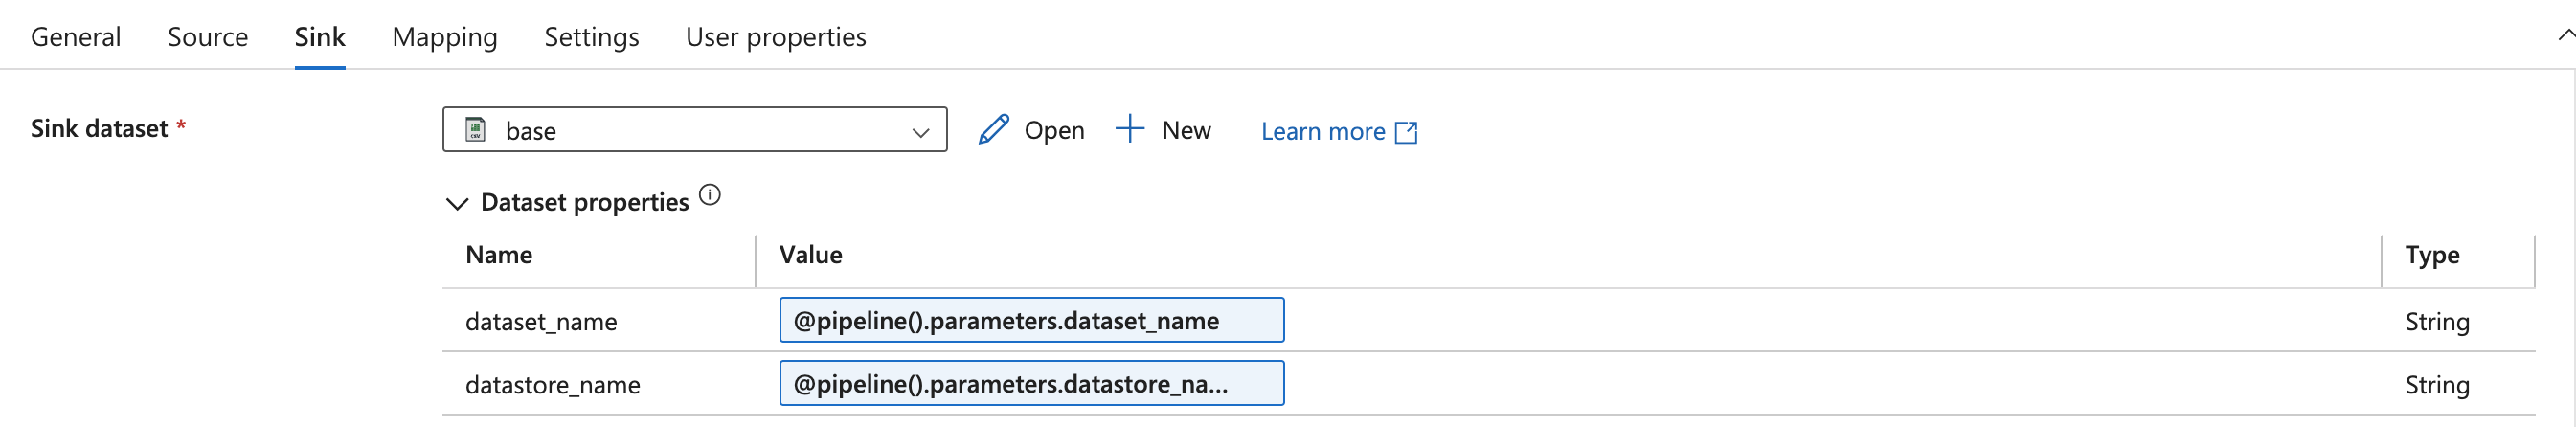 General Source Sink Mapping Settings User properties
Sink dataset * base Open New Learn more
Dataset properties
Name Value Type
dataset_name @pipeline().parameters.dataset_name String
datastore_name @pipeline().parameters.datastore_na... String